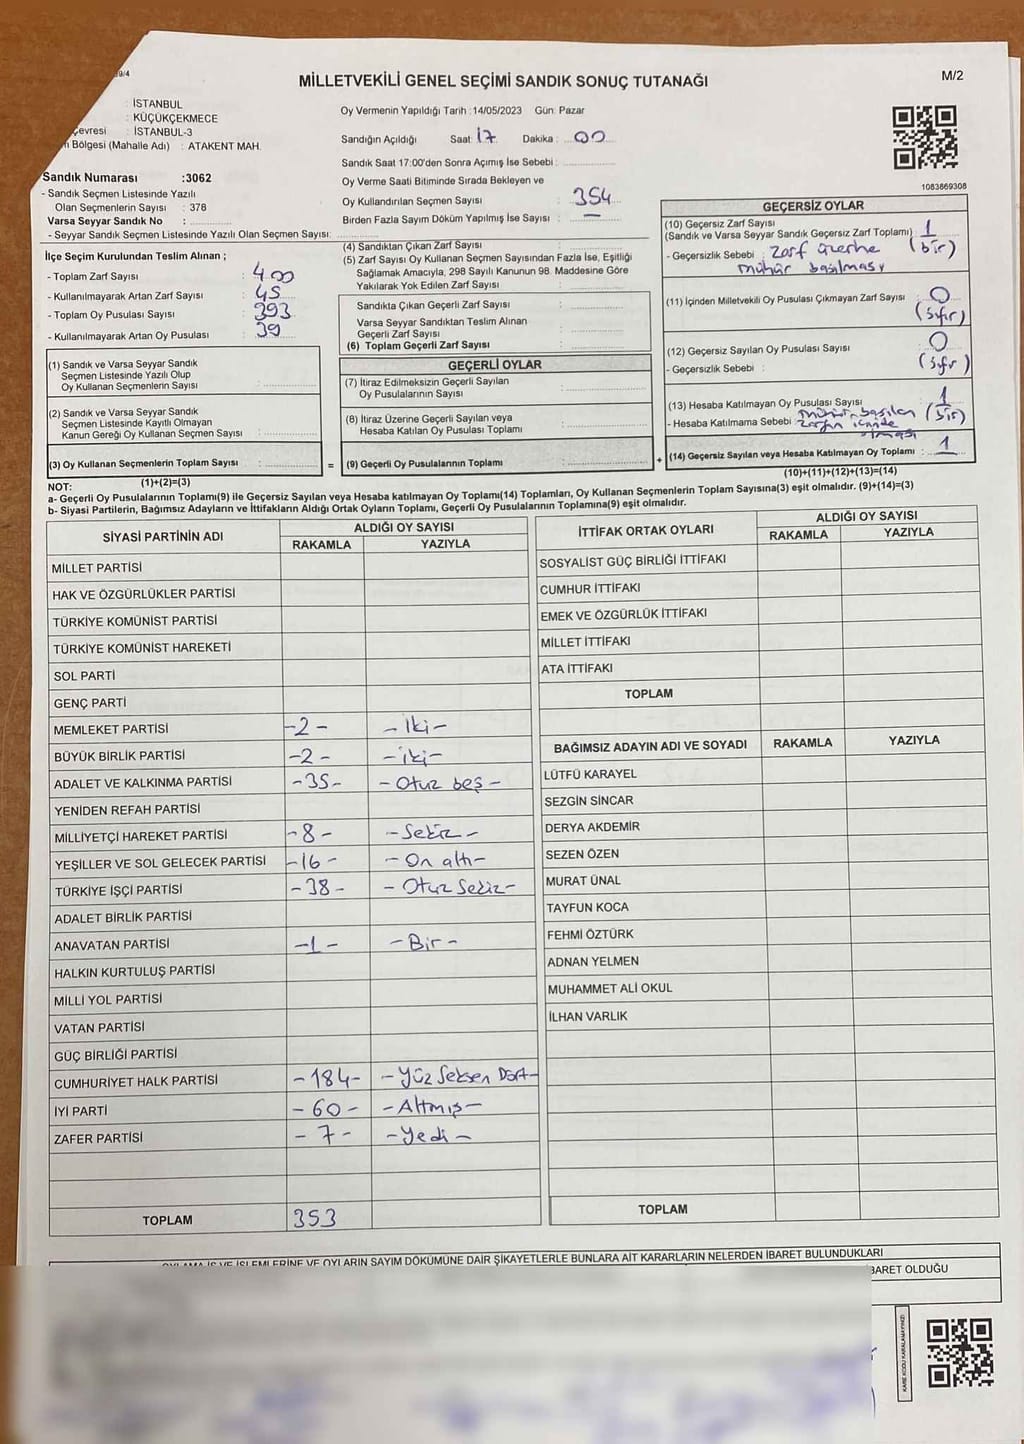 39/4
MİLLETVEKİLİ GENEL SEÇİMİ SANDIK SONUÇ TUTANAĞI
M/2
: İSTANBUL
: KÜÇÜKÇEKMECE
çevresi : İSTANBUL-3
Bölgesi (Mahalle Adı) : ATAKENT MAH.
Sandık Numarası :3062
- Sandık Seçmen Listesinde Yazılı
Olan Seçmenlerin Sayısı : 378
Varsa Seyyar Sandık No :
- Seyyar Sandık Seçmen Listesinde Yazılı Olan Seçmen Sayısı:
Oy Vermenin Yapıldığı Tarih :14/05/2023 Gün: Pazar
Sandığın Açıldığı Saat: 17 Dakika : 00
Sandık Saat 17:00'den Sonra Açımış İse Sebebi :
Oy Verme Saati Bitiminde Sırada Bekleyen ve
Oy Kullandırılan Seçmen Sayısı : 354
Birden Fazla Sayım Döküm Yapılmış İse Sayısı : —
1083869308
İlçe Seçim Kurulundan Teslim Alınan ;
- Toplam Zarf Sayısı : 400
- Kullanılmayarak Artan Zarf Sayısı : 45
- Toplam Oy Pusulası Sayısı : 393
- Kullanılmayarak Artan Oy Pusulası : 39
(4) Sandıktan Çıkan Zarf Sayısı :
(5) Zarf Sayısı Oy Kullanan Seçmen Sayısından Fazla İse, Eşitliği
Sağlamak Amacıyla, 298 Sayılı Kanunun 98. Maddesine Göre
Yakılarak Yok Edilen Zarf Sayısı :
Sandıkta Çıkan Geçerli Zarf Sayısı :
Varsa Seyyar Sandıktan Teslim Alınan
Geçerli Zarf Sayısı :
(6) Toplam Geçerli Zarf Sayısı :
GEÇERSİZ OYLAR
(10) Geçersiz Zarf Sayısı
(Sandık ve Varsa Seyyar Sandık Geçersiz Zarf Toplamı) : 1
- Geçersizlik Sebebi : Zarf üzerine (bir)
mühür basılması
(11) İçinden Milletvekili Oy Pusulası Çıkmayan Zarf Sayısı : 0
(sıfır)
(12) Geçersiz Sayılan Oy Pusulası Sayısı : 0
- Geçersizlik Sebebi : (sıfır)
(13) Hesaba Katılmayan Oy Pusulası Sayısı : 1
- Hesaba Katılmama Sebebi : mühür basılan (bir)
zarfın içinde
olması
(14) Geçersiz Sayılan veya Hesaba Katılmayan Oy Toplamı : 1
(10)+(11)+(12)+(13)=(14)
(1) Sandık ve Varsa Seyyar Sandık
Seçmen Listesinde Yazılı Olup
Oy Kullanan Seçmenlerin Sayısı :
(2) Sandık ve Varsa Seyyar Sandık
Seçmen Listesinde Kayıtlı Olmayan
Kanun Gereği Oy Kullanan Seçmen Sayısı :
(3) Oy Kullanan Seçmenlerin Toplam Sayısı : =
(1)+(2)=(3)
GEÇERLİ OYLAR
(7) İtiraz Edilmeksizin Geçerli Sayılan
Oy Pusulalarının Sayısı :
(8) İtiraz Üzerine Geçerli Sayılan veya
Hesaba Katılan Oy Pusulası Toplamı :
(9) Geçerli Oy Pusulalarının Toplamı : +
NOT:
a- Geçerli Oy Pusulalarının Toplamı(9) ile Geçersiz Sayılan veya Hesaba katılmayan Oy Toplamı(14) Toplamları, Oy Kullanan Seçmenlerin Toplam Sayısına(3) eşit olmalıdır. (9)+(14)=(3)
b- Siyasi Partilerin, Bağımsız Adayların ve İttifakların Aldığı Ortak Oyların Toplamı, Geçerli Oy Pusulalarının Toplamına(9) eşit olmalıdır.
SİYASİ PARTİNİN ADI ALDIĞI OY SAYISI
RAKAMLA YAZIYLA
MİLLET PARTİSİ
HAK VE ÖZGÜRLÜKLER PARTİSİ
TÜRKİYE KOMÜNİST PARTİSİ
TÜRKİYE KOMÜNİST HAREKETİ
SOL PARTİ
GENÇ PARTİ
MEMLEKET PARTİSİ -2- -İki-
BÜYÜK BİRLİK PARTİSİ -2- -iki-
ADALET VE KALKINMA PARTİSİ -35- -Otuz beş-
YENİDEN REFAH PARTİSİ
MİLLİYETÇİ HAREKET PARTİSİ -8- -Sekiz-
YEŞİLLER VE SOL GELECEK PARTİSİ -16- -On altı-
TÜRKİYE İŞÇİ PARTİSİ -38- -Otuz Sekiz-
ADALET BİRLİK PARTİSİ
ANAVATAN PARTİSİ -1- -Bir-
HALKIN KURTULUŞ PARTİSİ
MİLLİ YOL PARTİSİ
VATAN PARTİSİ
GÜÇ BİRLİĞİ PARTİSİ
CUMHURİYET HALK PARTİSİ -184- -Yüz Seksen Dört-
İYİ PARTİ -60- -Altmış-
ZAFER PARTİSİ -7- -Yedi-
TOPLAM 353
İTTİFAK ORTAK OYLARI ALDIĞI OY SAYISI
RAKAMLA YAZIYLA
SOSYALİST GÜÇ BİRLİĞİ İTTİFAKI
CUMHUR İTTİFAKI
EMEK VE ÖZGÜRLÜK İTTİFAKI
MİLLET İTTİFAKI
ATA İTTİFAKI
TOPLAM
BAĞIMSIZ ADAYIN ADI VE SOYADI RAKAMLA YAZIYLA
LÜTFÜ KARAYEL
SEZGİN SİNCAR
DERYA AKDEMİR
SEZEN ÖZEN
MURAT ÜNAL
TAYFUN KOCA
FEHMİ ÖZTÜRK
ADNAN YELMEN
MUHAMMET ALİ OKUL
İLHAN VARLIK
TOPLAM
OYLAMA İŞ VE İŞLEMLERİNE VE OYLARIN SAYIM DÖKÜMÜNE DAİR ŞİKAYETLERLE BUNLARA AİT KARARLARIN NELERDEN İBARET BULUNDUKLARI
BARET OLDUĞU
KARE KODU KARALAMAYINIZ!